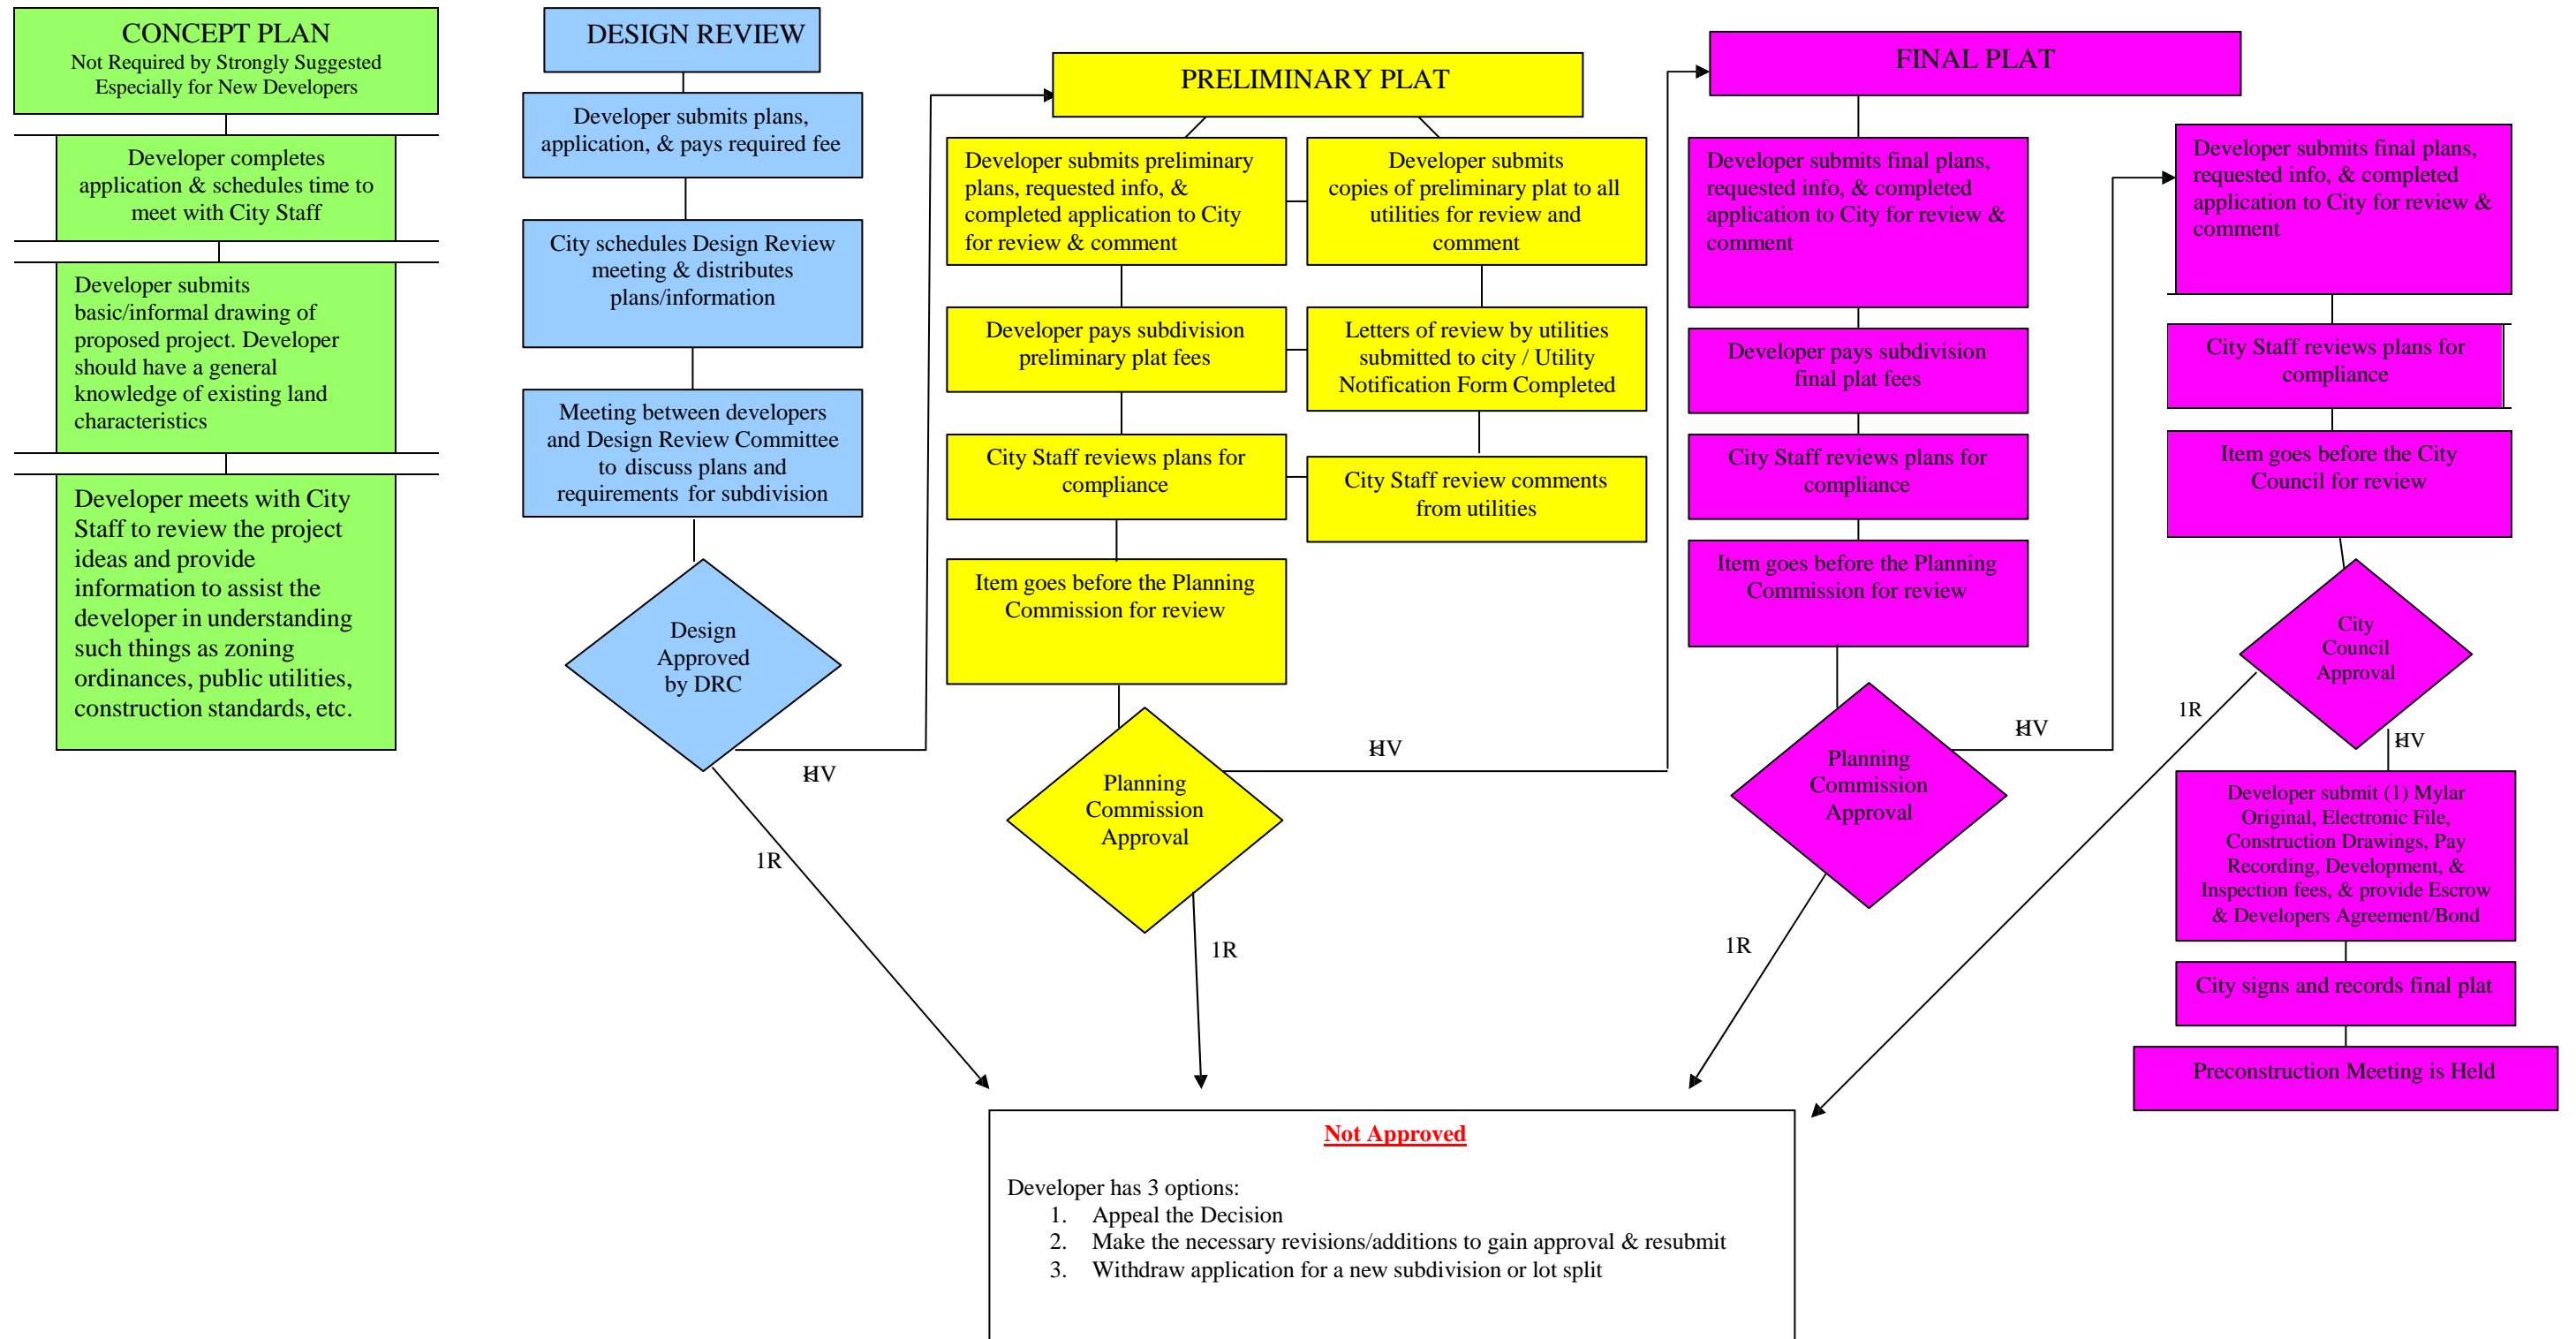 CONCEPT PLAN
Not Required by Strongly Suggested
Especially for New Developers
Developer completes
application & schedules time to
meet with City Staff
Developer submits
basic/informal drawing of
proposed project. Developer
should have a general
knowledge of existing land
characteristics
Developer meets with City
Staff to review the project
ideas and provide
information to assist the
developer in understanding
such things as zoning
ordinances, public utilities,
construction standards, etc.
DESIGN REVIEW
Developer submits plans,
application, & pays required fee
City schedules Design Review
meeting & distributes
plans/information
Meeting between developers
and Design Review Committee
to discuss plans and
requirements for subdivision
Design
Approved
by DRC
1R
PRELIMINARY PLAT
Developer submits preliminary
plans, requested info, &
completed application to City
for review & comment
Developer submits
copies of preliminary plat to all
utilities for review and
comment
Developer pays subdivision
preliminary plat fees
Letters of review by utilities
submitted to city / Utility
Notification Form Completed
City Staff reviews plans for
compliance
City Staff review comments
from utilities
Item goes before the Planning
Commission for review
Planning
Commission
Approval
1R
FINAL PLAT
Developer submits final plans,
requested info, & completed
application to City for review &
comment
Developer pays subdivision
final plat fees
City Staff reviews plans for
compliance
Item goes before the Planning
Commission for review
Planning
Commission
Approval
1R
Developer submits final plans,
requested info, & completed
application to City for review &
comment
City Staff reviews plans for
compliance
Item goes before the City
Council for review
City
Council
Approval
1R
Developer submit (1) Mylar
Original, Electronic File,
Construction Drawings, Pay
Recording, Development, &
Inspection fees, & provide Escrow
& Developers Agreement/Bond
City signs and records final plat
Preconstruction Meeting is Held
Not Approved
Developer has 3 options:
1. Appeal the Decision
2. Make the necessary revisions/additions to gain approval & resubmit
3. Withdraw application for a new subdivision or lot split